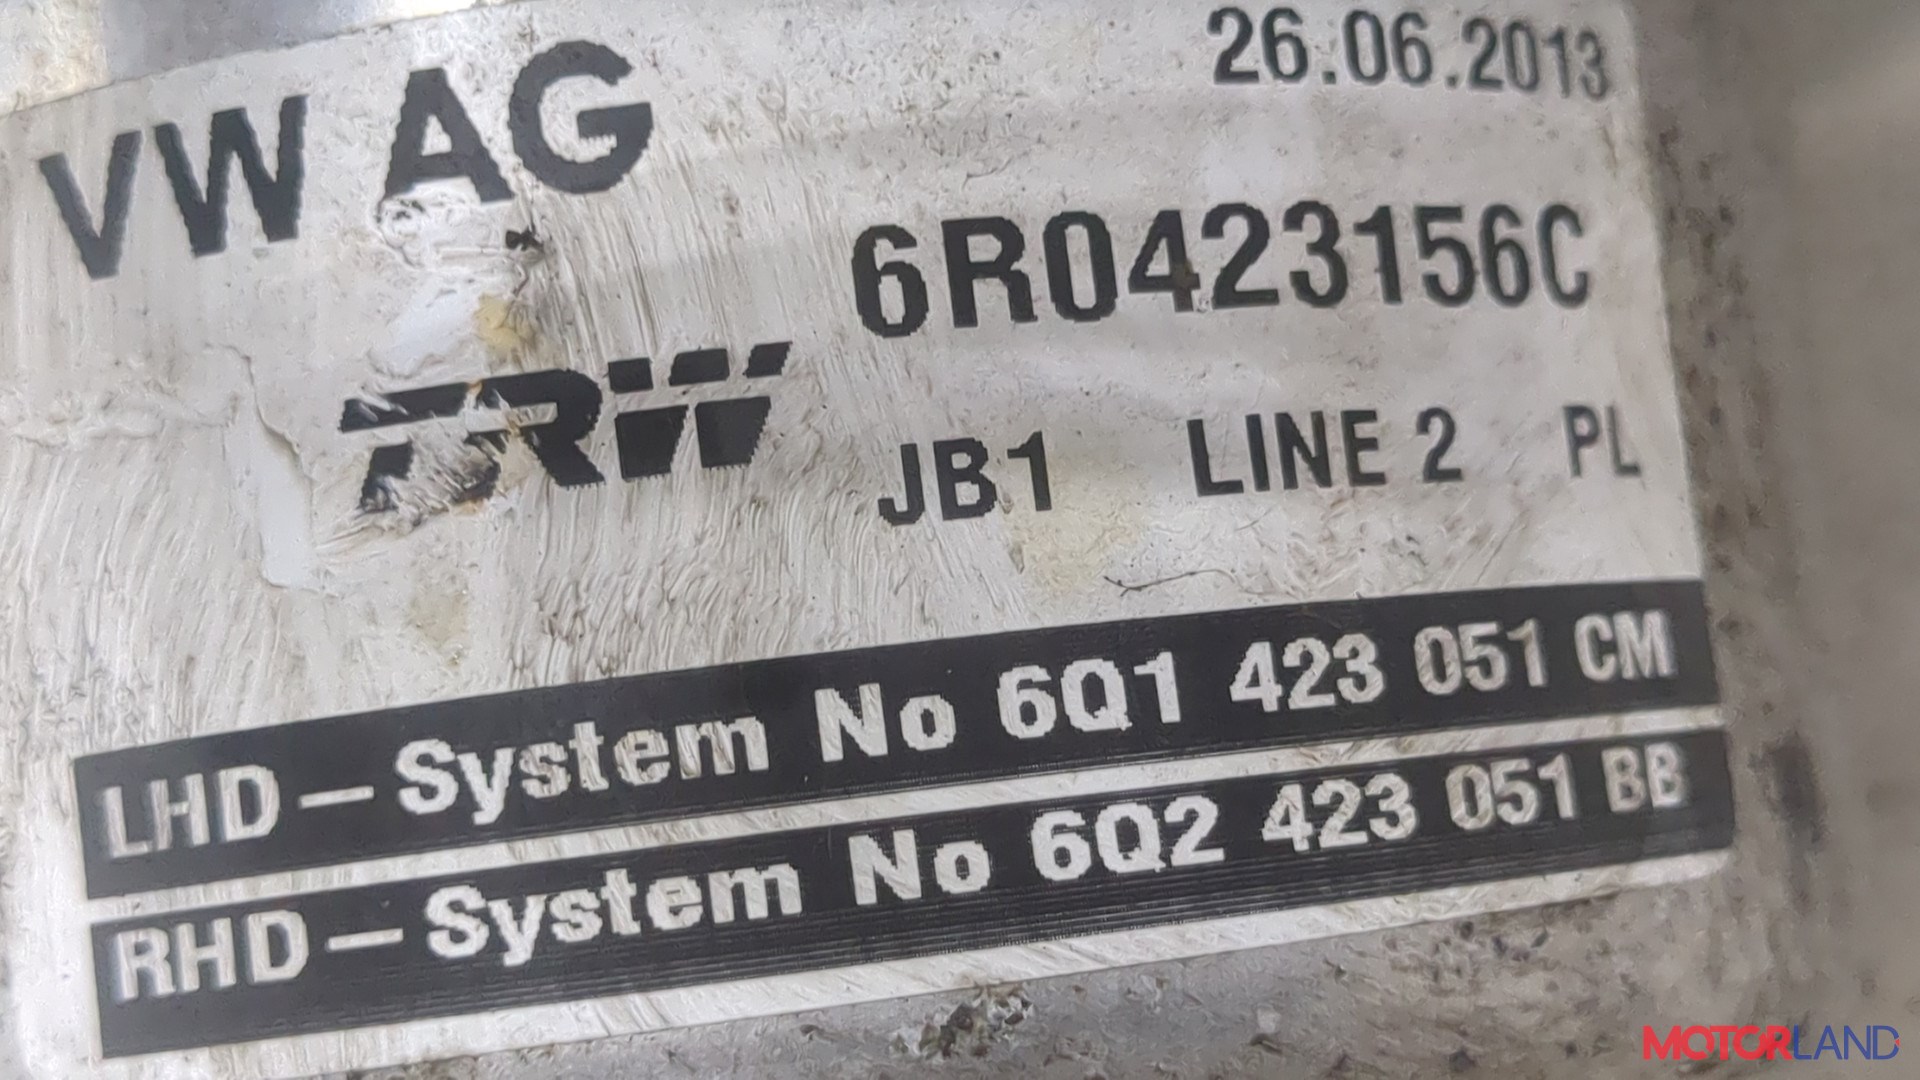 VW AG
26.06.2013
6R0423156C
TRW
JB1 LINE 2 PL
LHD-System No 6Q1 423 051 CM
RHD-System No 6Q2 423 051 BB
MOTORLAND